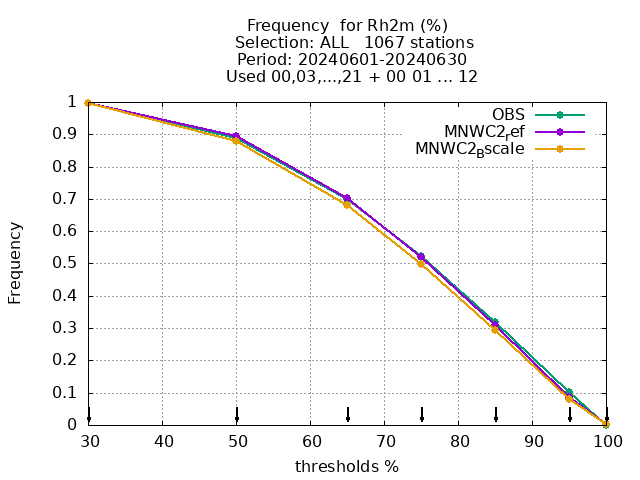 Frequency  for Rh2m (%)
Selection: ALL   1067 stations
Period: 20240601-20240630
Used 00,03,...,21 + 00 01 ... 12
OBS
MNWC2_ref
MNWC2_Bscale
1
0.9
0.8
0.7
0.6
0.5
0.4
0.3
0.2
0.1
0
Frequency
30 40 50 60 70 80 90 100
thresholds %